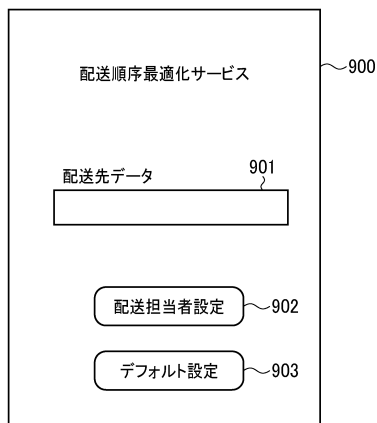 配送順序最適化サービス
900
配送先データ
901
配送担当者設定
902
デフォルト設定
903